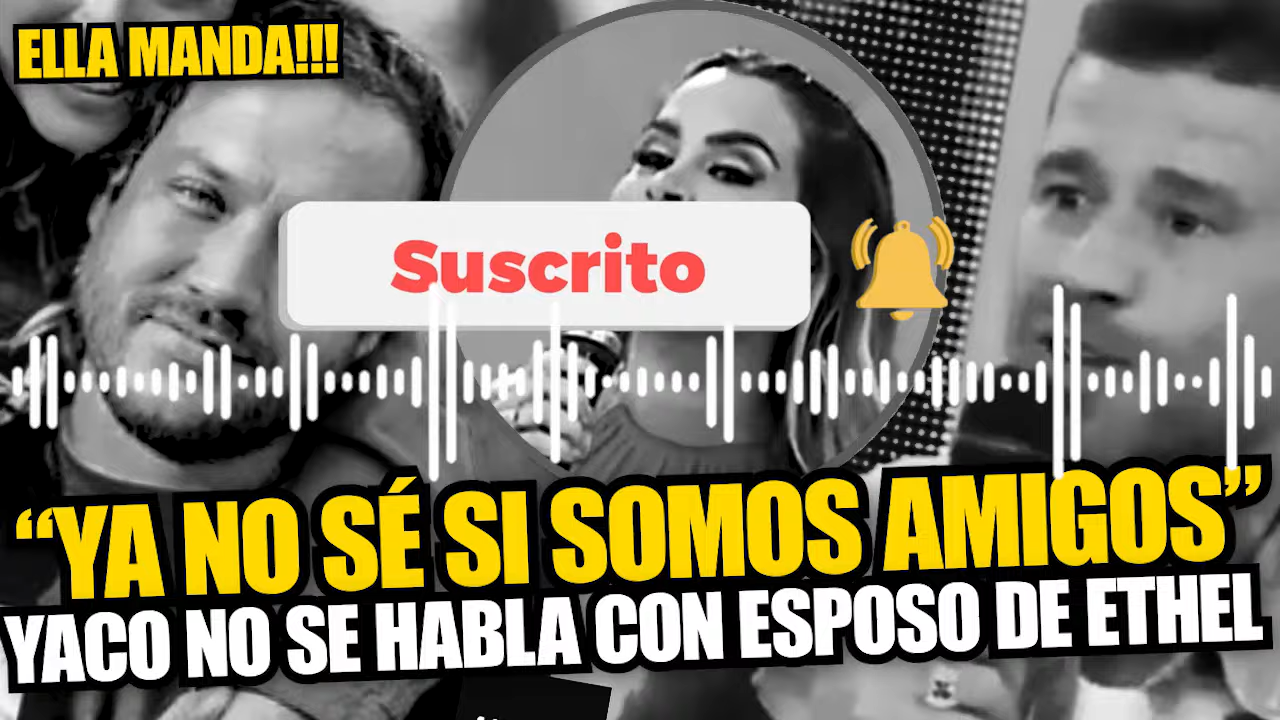 ELLA MANDA!!!
Suscrito
“YA NO SÉ SI SOMOS AMIGOS”
YACO NO SE HABLA CON ESPOSO DE ETHEL